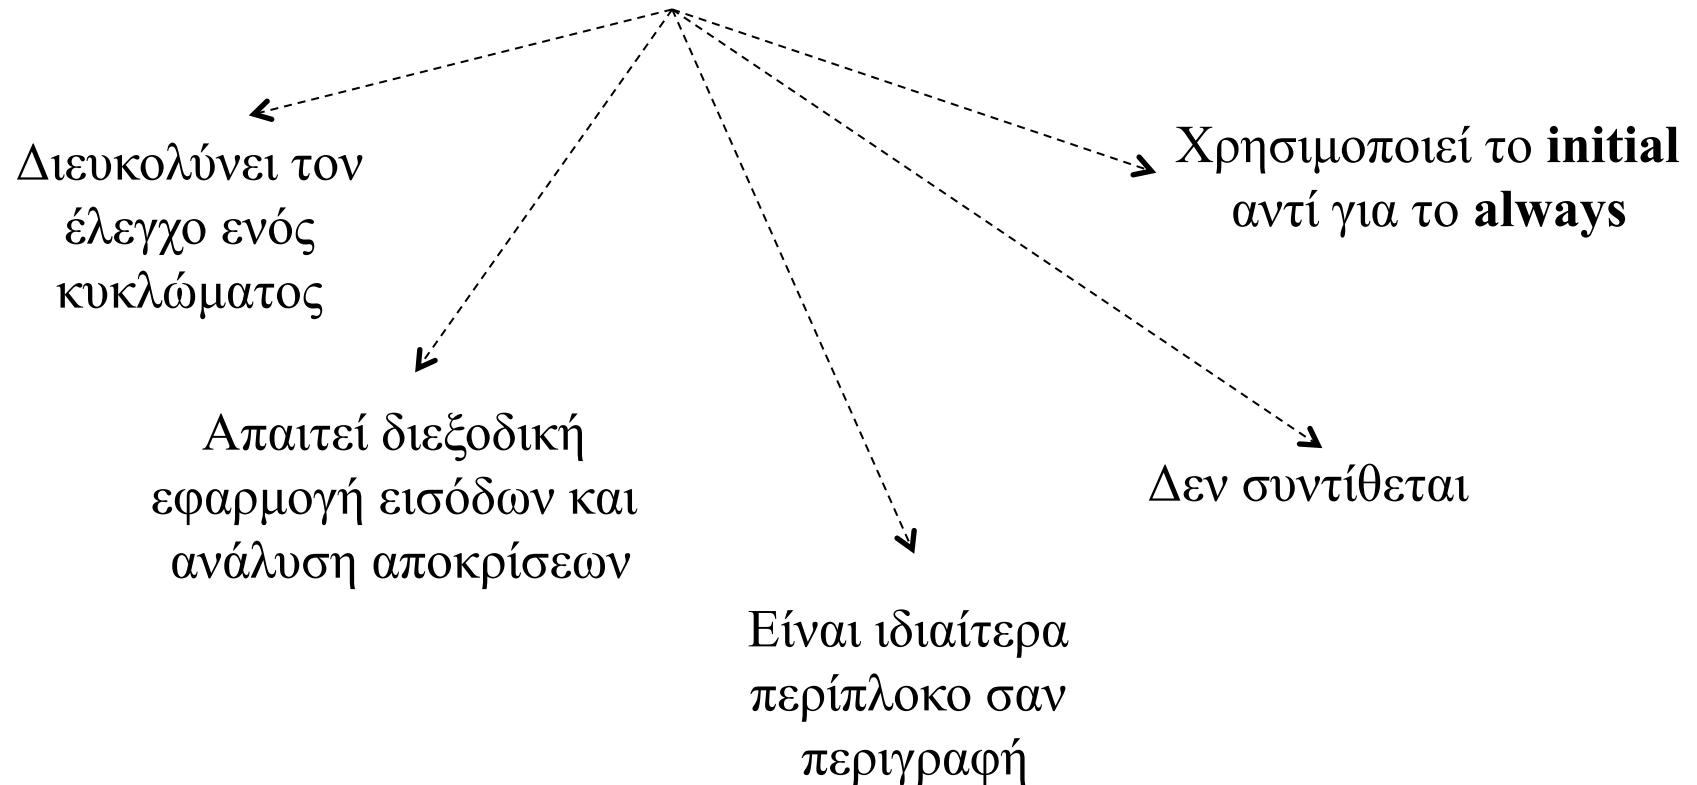 Διευκολύνει τον
έλεγχο ενός
κυκλώματος
Απαιτεί διεξοδική
εφαρμογή εισόδων και
ανάλυση αποκρίσεων
Είναι ιδιαίτερα
περίπλοκο σαν
περιγραφή
Δεν συντίθεται
Χρησιμοποιεί το initial
αντί για το always